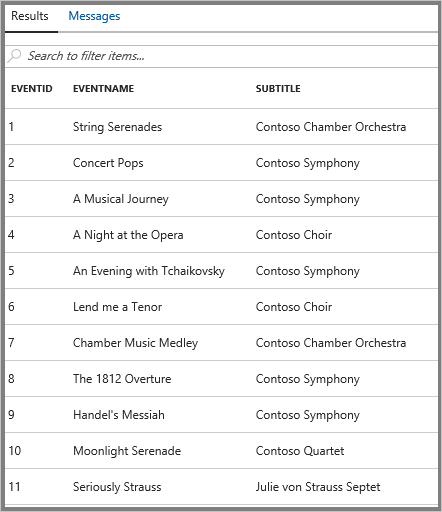 Results Messages
Search to filter items...
EVENTID EVENTNAME SUBTITLE
1 String Serenades Contoso Chamber Orchestra
2 Concert Pops Contoso Symphony
3 A Musical Journey Contoso Symphony
4 A Night at the Opera Contoso Choir
5 An Evening with Tchaikovsky Contoso Symphony
6 Lend me a Tenor Contoso Choir
7 Chamber Music Medley Contoso Chamber Orchestra
8 The 1812 Overture Contoso Symphony
9 Handel's Messiah Contoso Symphony
10 Moonlight Serenade Contoso Quartet
11 Seriously Strauss Julie von Strauss Septet